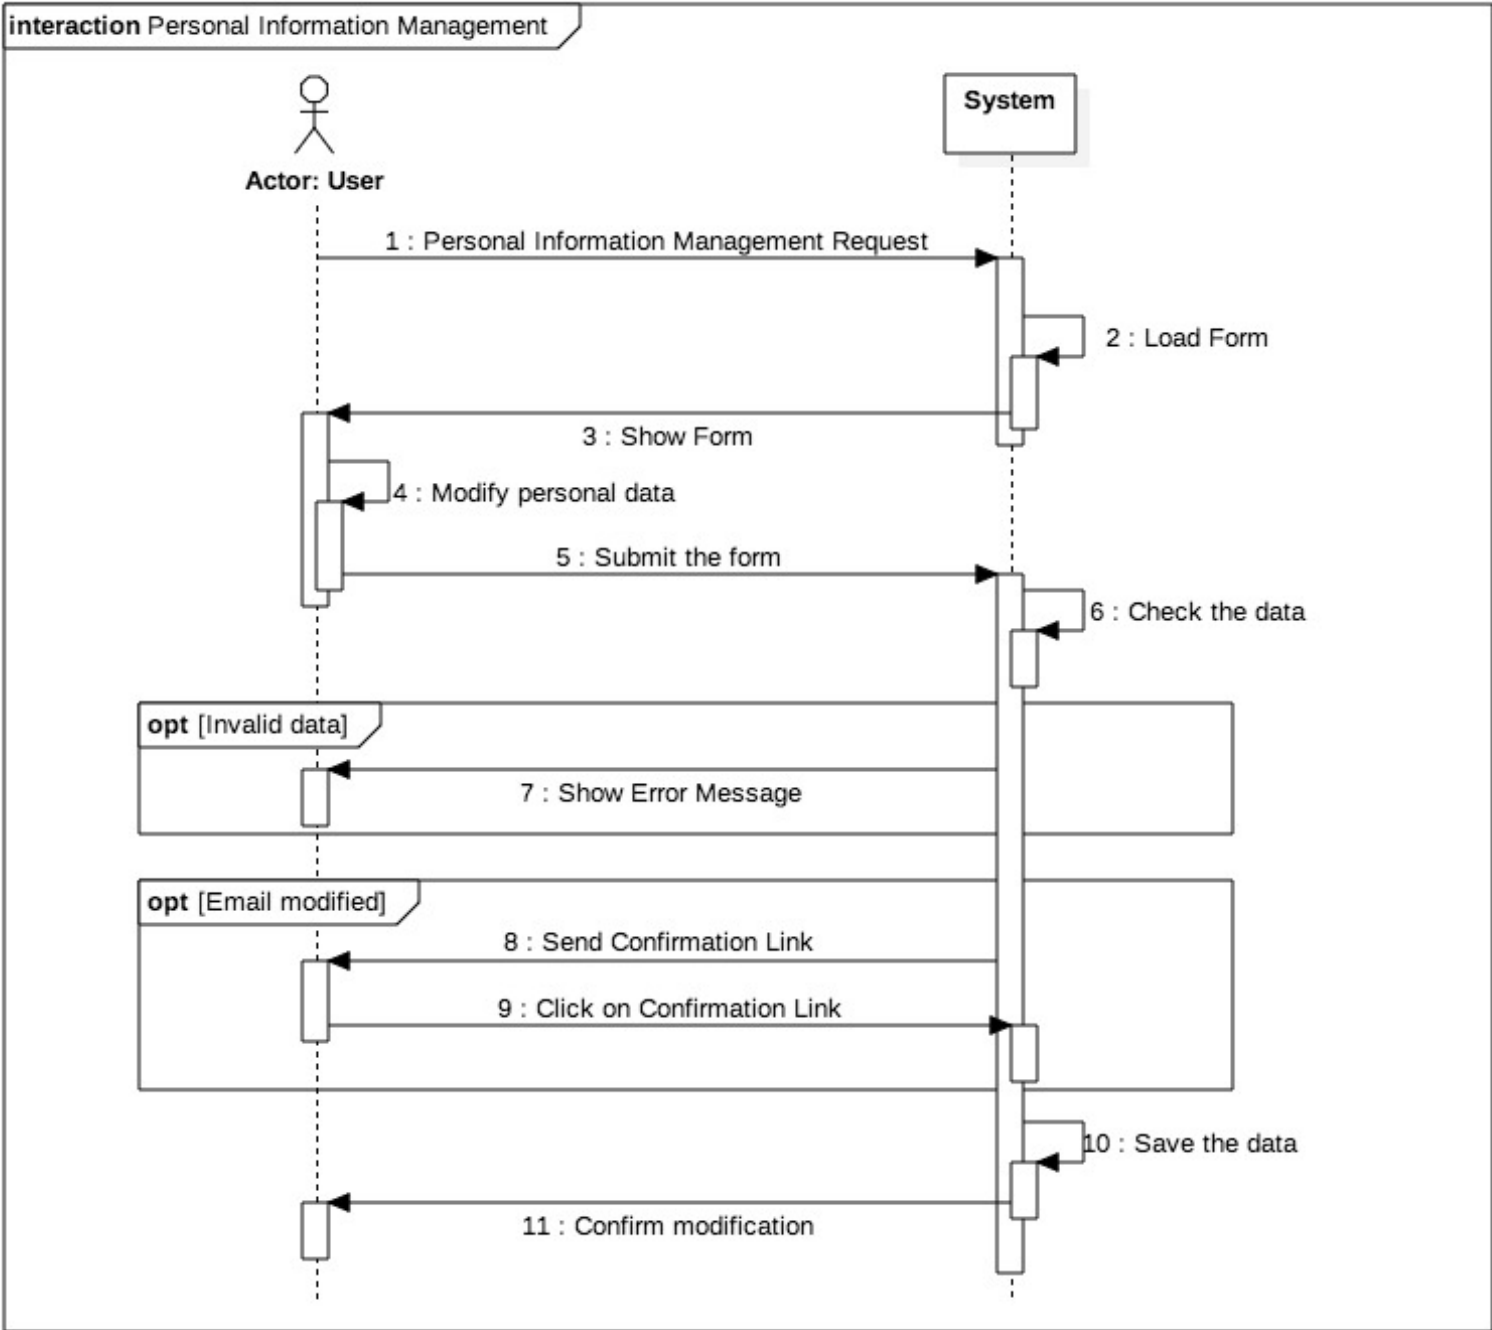 interaction Personal Information Management
System
Actor: User
1 : Personal Information Management Request
2 : Load Form
3 : Show Form
4 : Modify personal data
5 : Submit the form
6 : Check the data
opt [Invalid data]
7 : Show Error Message
opt [Email modified]
8 : Send Confirmation Link
9 : Click on Confirmation Link
10 : Save the data
11 : Confirm modification